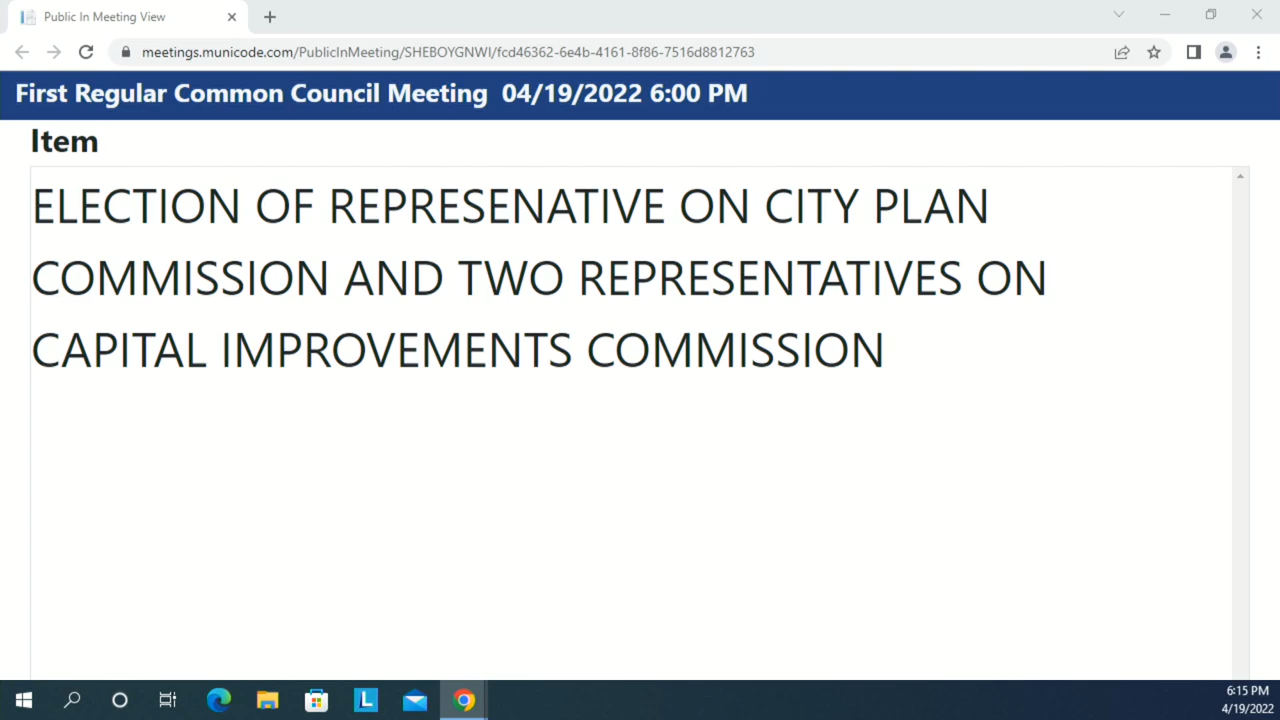 Public In Meeting View
meetings.municode.com/PublicInMeeting/SHEBOYGNWI/fcd46362-6e4b-4161-8f86-7516d8812763
First Regular Common Council Meeting 04/19/2022 6:00 PM
Item
ELECTION OF REPRESENATIVE ON CITY PLAN
COMMISSION AND TWO REPRESENTATIVES ON
CAPITAL IMPROVEMENTS COMMISSION
L
6:15 PM
4/19/2022